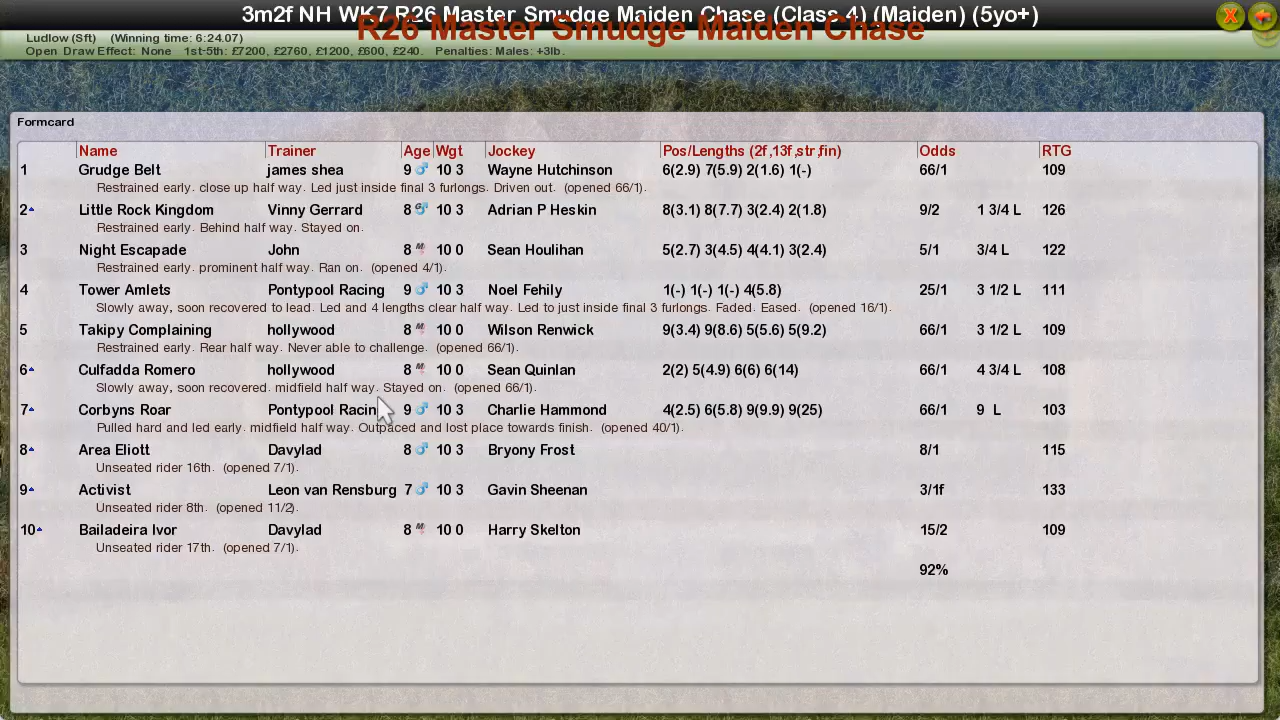 3m2f NH WK7 R26 Master Smudge Maiden Chase (Class 4) (Maiden) (5yo+)
R26 Master Smudge Maiden Chase
Ludlow (Sft) (Winning time: 6:24.07)
Open Draw Effect: None 1st-5th: £7200, £2760, £1200, £600, £240. Penalties: Males: +3lb.
Formcard
Name Trainer Age Wgt Jockey Pos/Lengths (2f,13f,str,fin) Odds RTG
1 Grudge Belt james shea 9 10 3 Wayne Hutchinson 6(2.9) 7(5.9) 2(1.6) 1(-) 66/1 109
Restrained early. close up half way. Led just inside final 3 furlongs. Driven out. (opened 66/1).
2 Little Rock Kingdom Vinny Gerrard 8 10 3 Adrian P Heskin 8(3.1) 8(7.7) 3(2.4) 2(1.8) 9/2 1 3/4 L 126
Restrained early. Behind half way. Stayed on.
3 Night Escapade John 8 10 0 Sean Houlihan 5(2.7) 3(4.5) 4(4.1) 3(2.4) 5/1 3/4 L 122
Restrained early. prominent half way. Ran on. (opened 4/1).
4 Tower Amlets Pontypool Racing 9 10 3 Noel Fehily 1(-) 1(-) 1(-) 4(5.8) 25/1 3 1/2 L 111
Slowly away, soon recovered to lead. Led and 4 lengths clear half way. Led to just inside final 3 furlongs. Faded. Eased. (opened 16/1).
5 Takipy Complaining hollywood 8 10 0 Wilson Renwick 9(3.4) 9(8.6) 5(5.6) 5(9.2) 66/1 3 1/2 L 109
Restrained early. Rear half way. Never able to challenge. (opened 66/1).
6 Culfadda Romero hollywood 8 10 0 Sean Quinlan 2(2) 5(4.9) 6(6) 6(14) 66/1 4 3/4 L 108
Slowly away, soon recovered. midfield half way. Stayed on. (opened 66/1).
7 Corbyns Roar Pontypool Racin 9 10 3 Charlie Hammond 4(2.5) 6(5.8) 9(9.9) 9(25) 66/1 9 L 103
Pulled hard and led early. midfield half way. Outpaced and lost place towards finish. (opened 40/1).
8 Area Eliott Davylad 8 10 3 Bryony Frost 8/1 115
Unseated rider 16th. (opened 7/1).
9 Activist Leon van Rensburg 7 10 3 Gavin Sheenan 3/1f 133
Unseated rider 8th. (opened 11/2).
10 Bailadeira Ivor Davylad 8 10 0 Harry Skelton 15/2 109
Unseated rider 17th. (opened 7/1).
92%